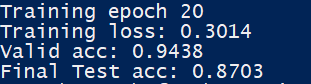 Training epoch 20
Training loss: 0.3014
Valid acc: 0.9438
Final Test acc: 0.8703